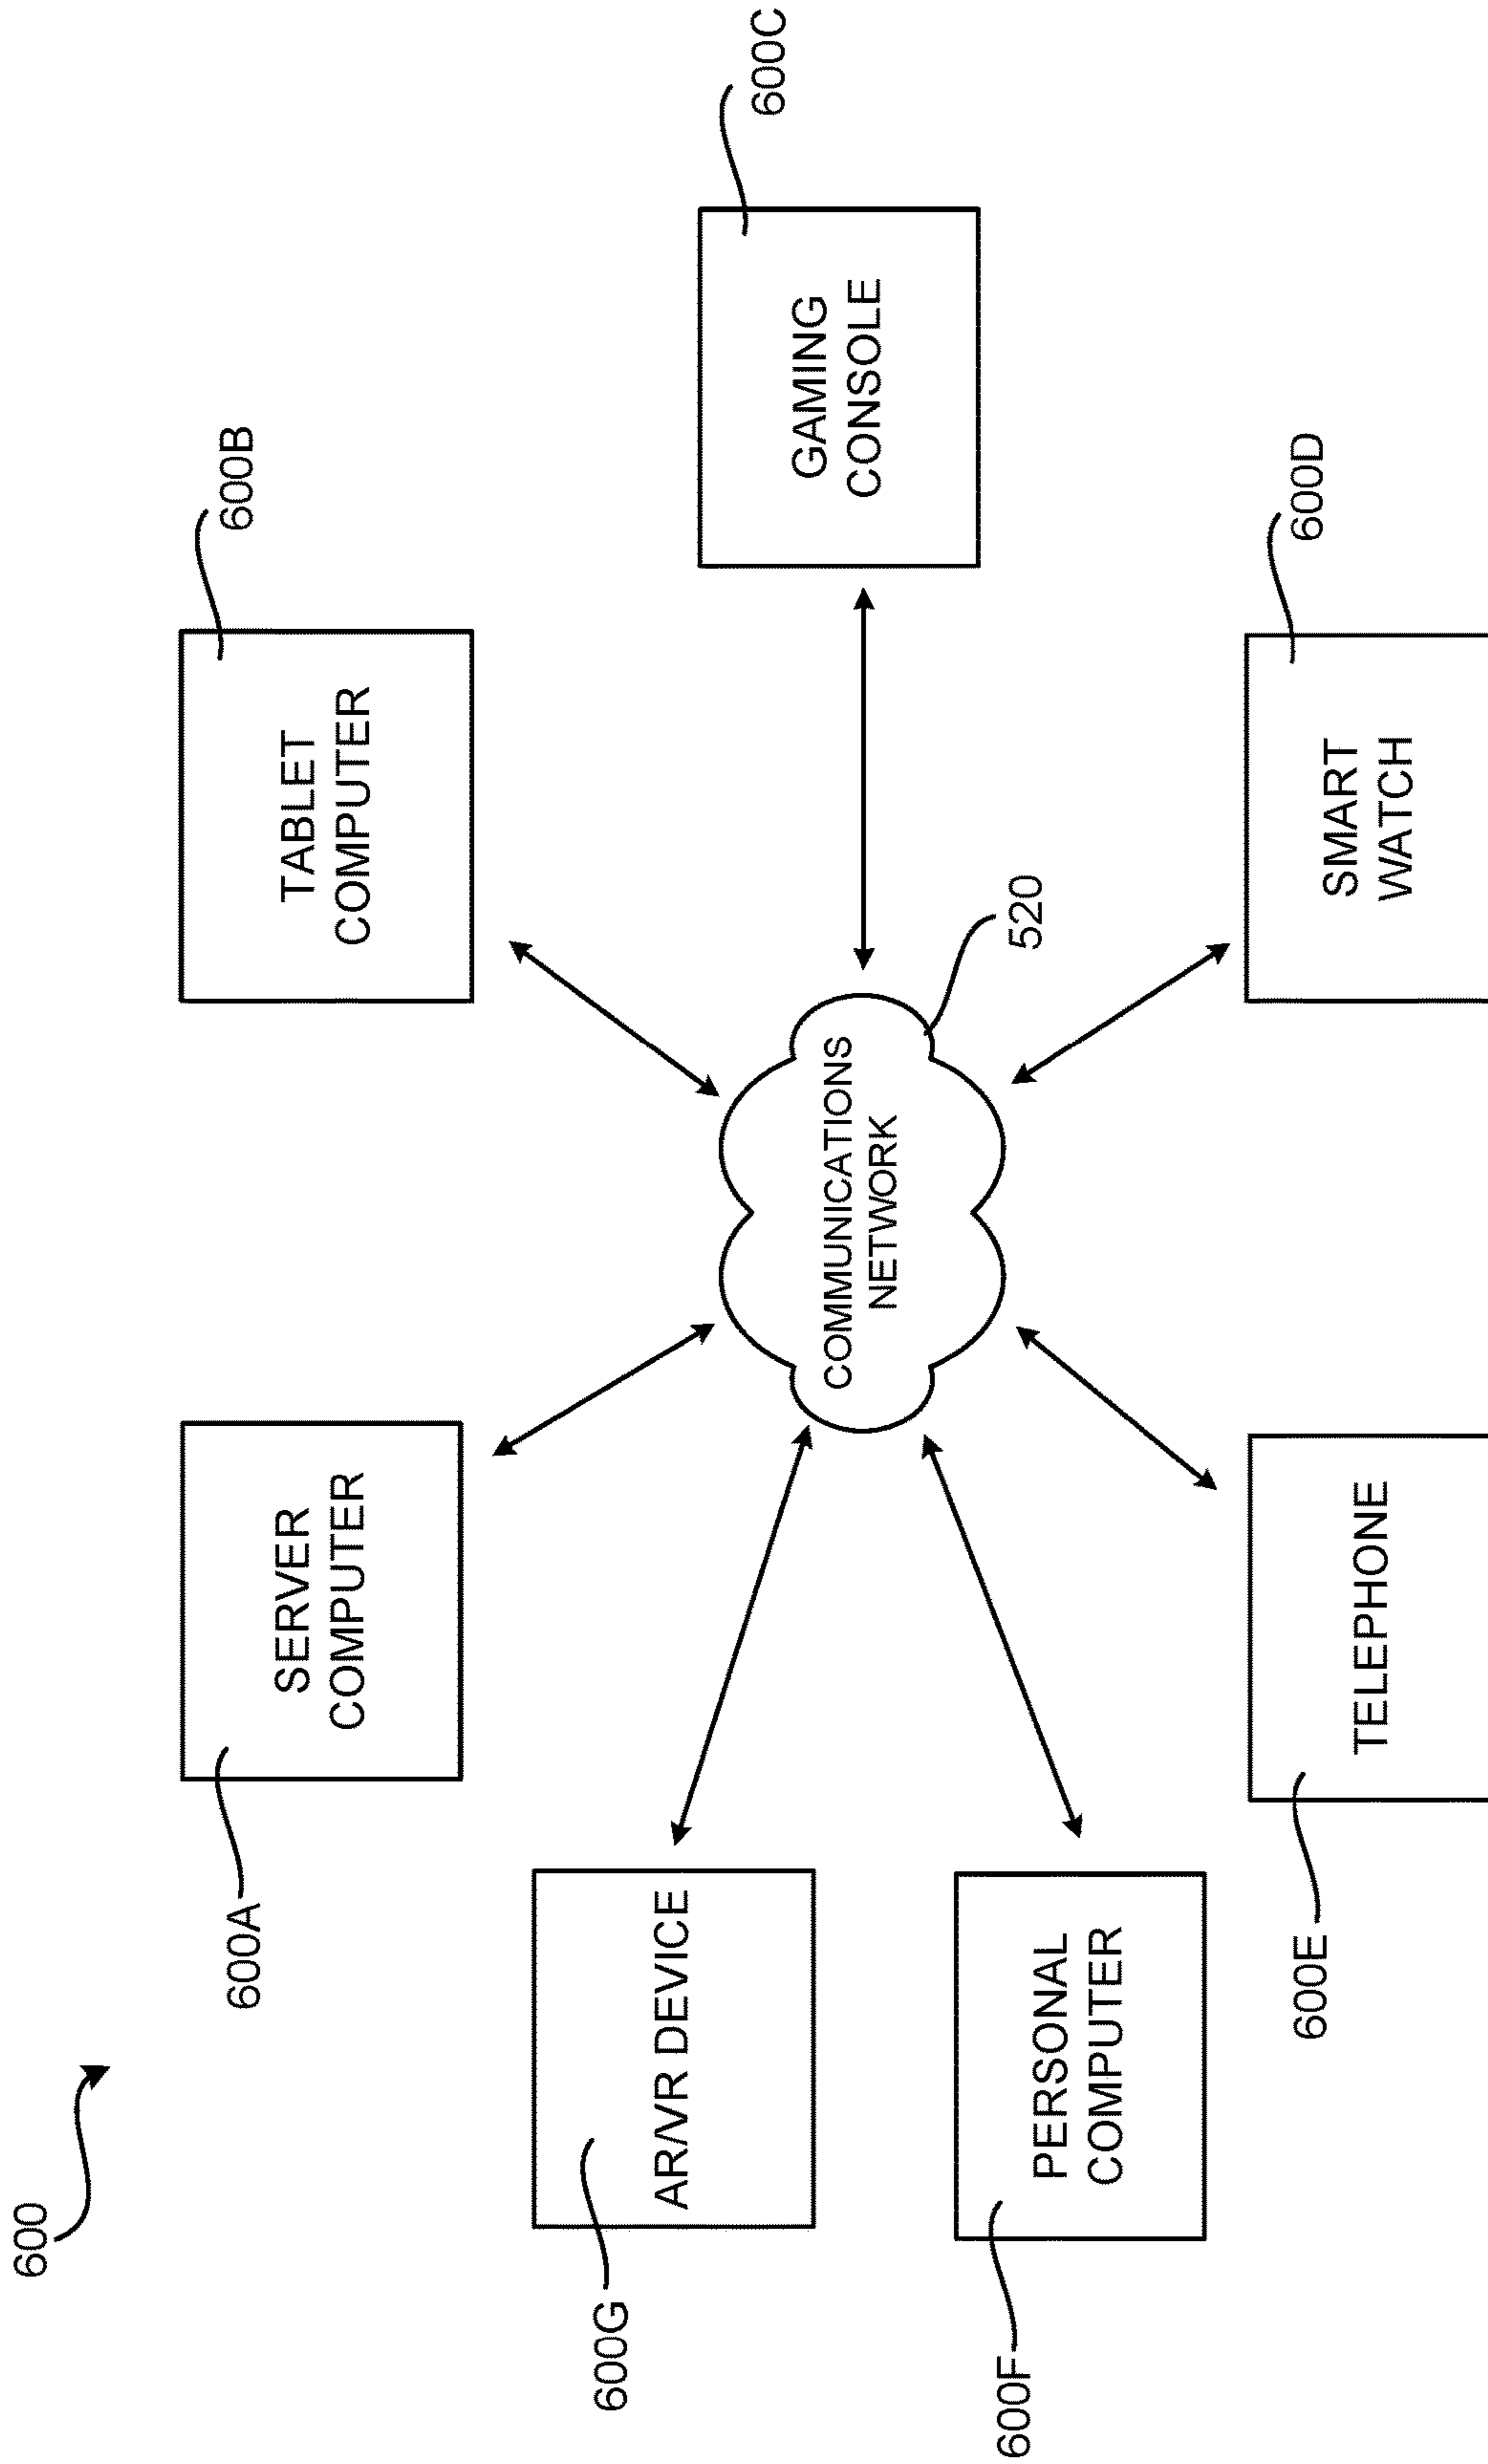 600
600A
SERVER
COMPUTER
TABLET
COMPUTER
600B
600G
AR/VR DEVICE
COMMUNICATIONS
NETWORK
520
GAMING
CONSOLE
600C
600F
PERSONAL
COMPUTER
600E
TELEPHONE
SMART
WATCH
600D